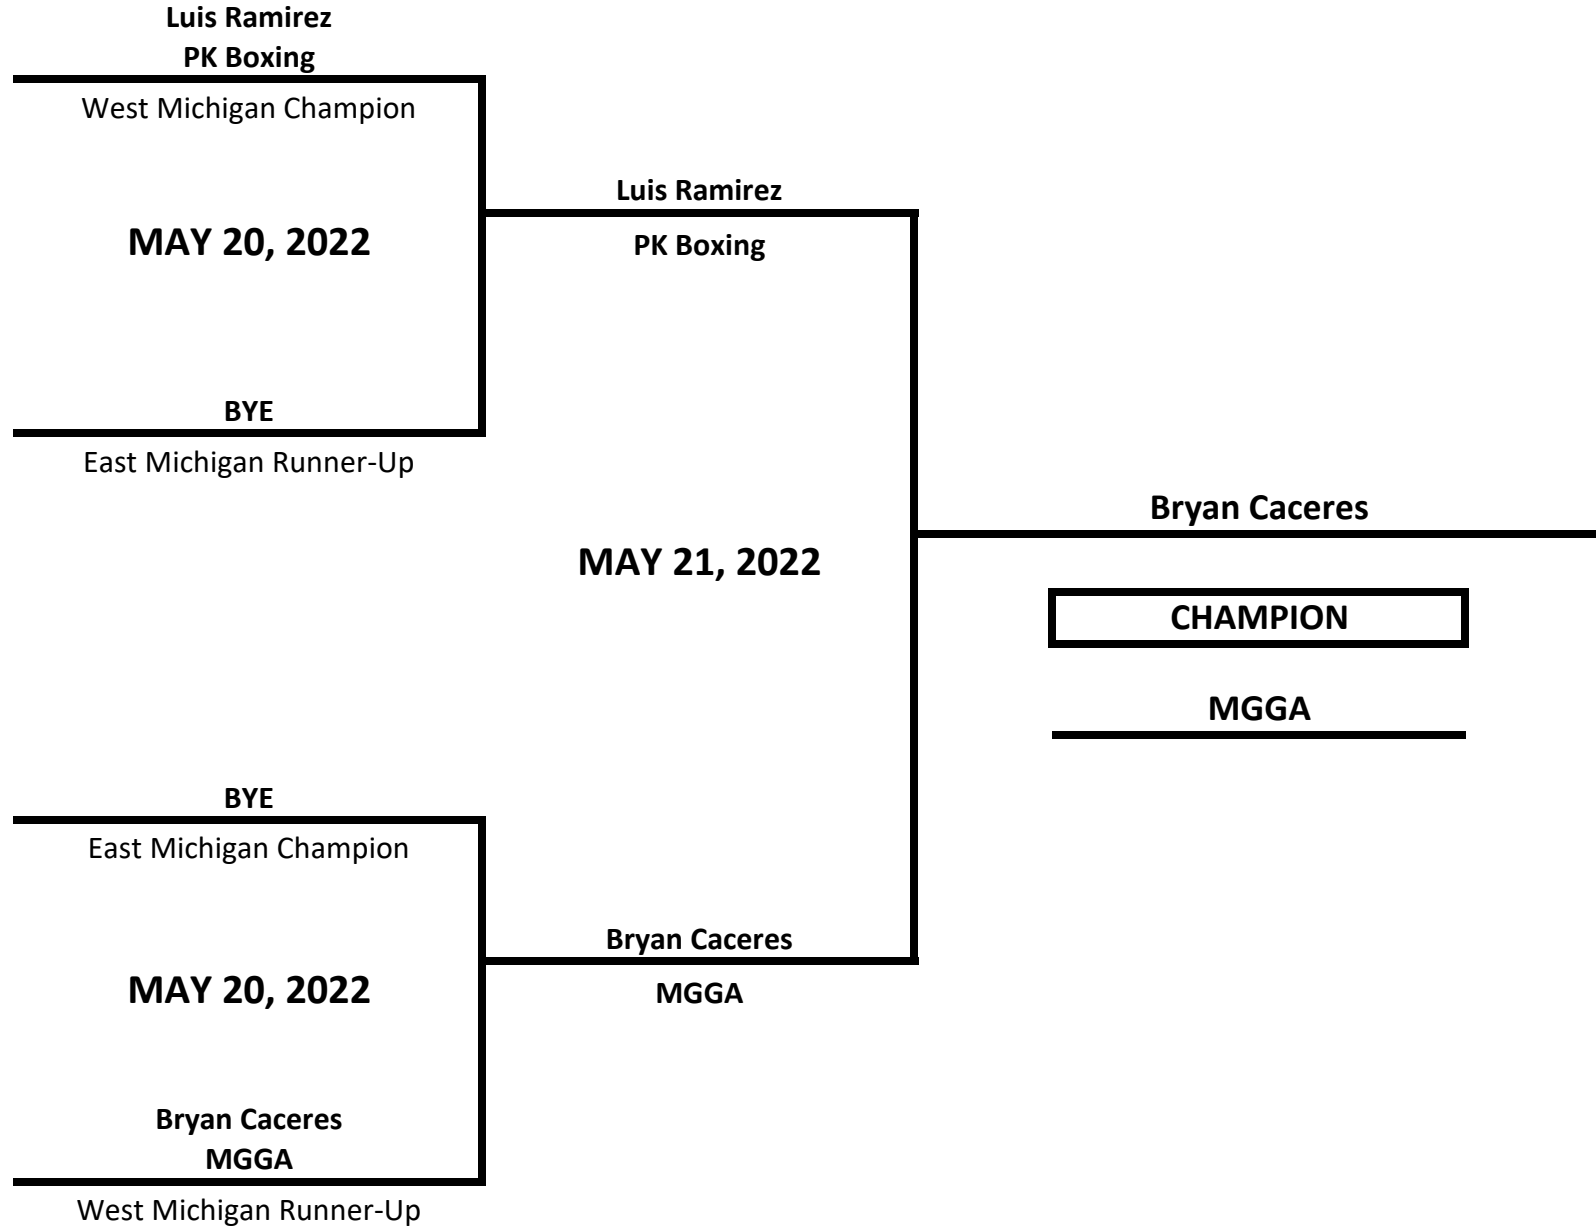 Luis Ramirez
PK Boxing
West Michigan Champion
MAY 20, 2022
BYE
East Michigan Runner-Up
Luis Ramirez
PK Boxing
MAY 21, 2022
BYE
East Michigan Champion
MAY 20, 2022
Bryan Caceres
MGGA
West Michigan Runner-Up
Bryan Caceres
MGGA
Bryan Caceres
CHAMPION
MGGA